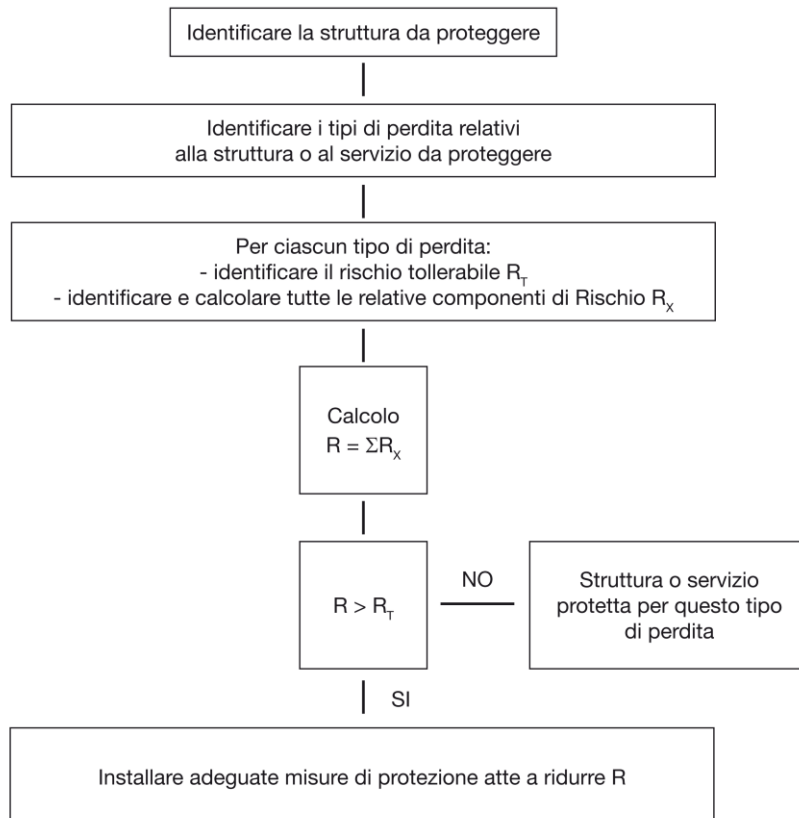 Identificare la struttura da proteggere
Identificare i tipi di perdita relativi
alla struttura o al servizio da proteggere
Per ciascun tipo di perdita:
- identificare il rischio tollerabile R_T
- identificare e calcolare tutte le relative componenti di Rischio R_X
Calcolo
R = ΣR_X
R > R_T
NO
Struttura o servizio
protetta per questo tipo
di perdita
SI
Installare adeguate misure di protezione atte a ridurre R